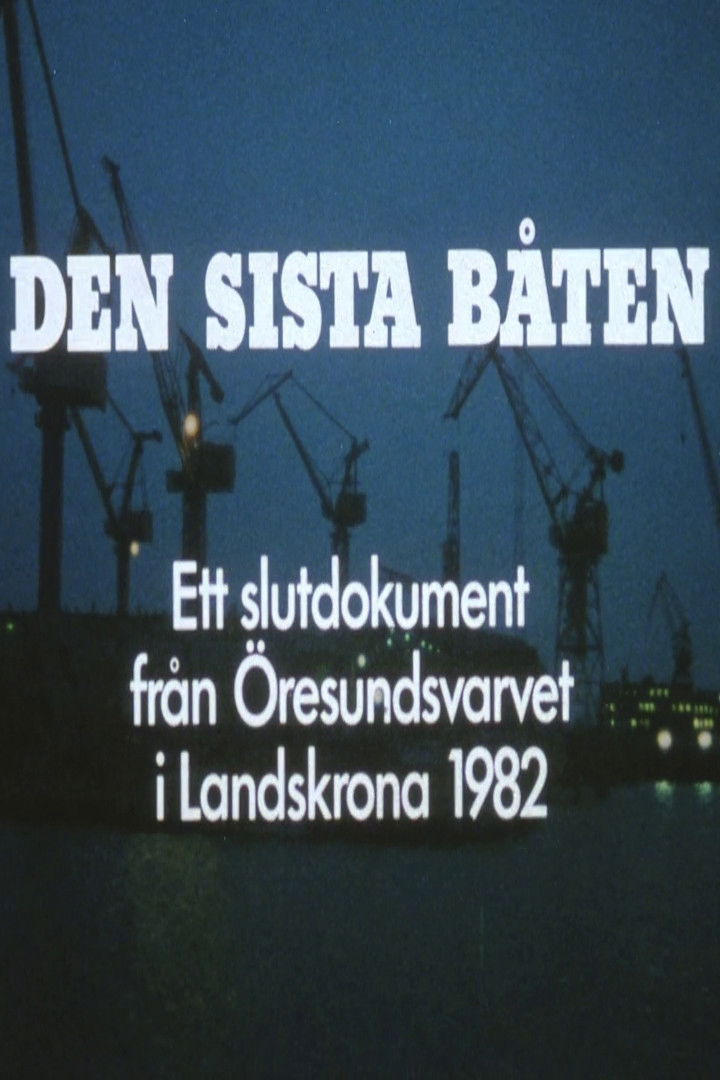 DEN SISTA BÅTEN
Ett slutdokument
från Öresundsvarvet
i Landskrona 1982